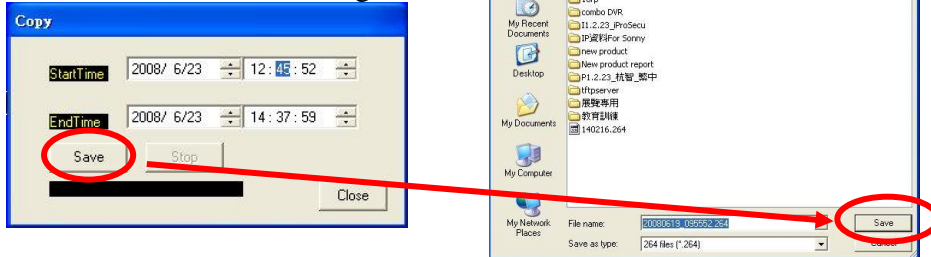 Copy
StartTime 2008/ 6/23 12:45:52
EndTime 2008/ 6/23 14:37:59
Save Stop
Close
My Recent Documents
Desktop
My Documents
My Computer
My Network Places
combo DVR
I1.2.23_iProSecu
IP資料For Sonny
new product
New product report
P1.2.23_杭智_繁中
tftpserver
展覽專用
教育訓練
140216.264
File name: 20080619_095552.264 Save
Save as type: 264 files (*.264) Cancel